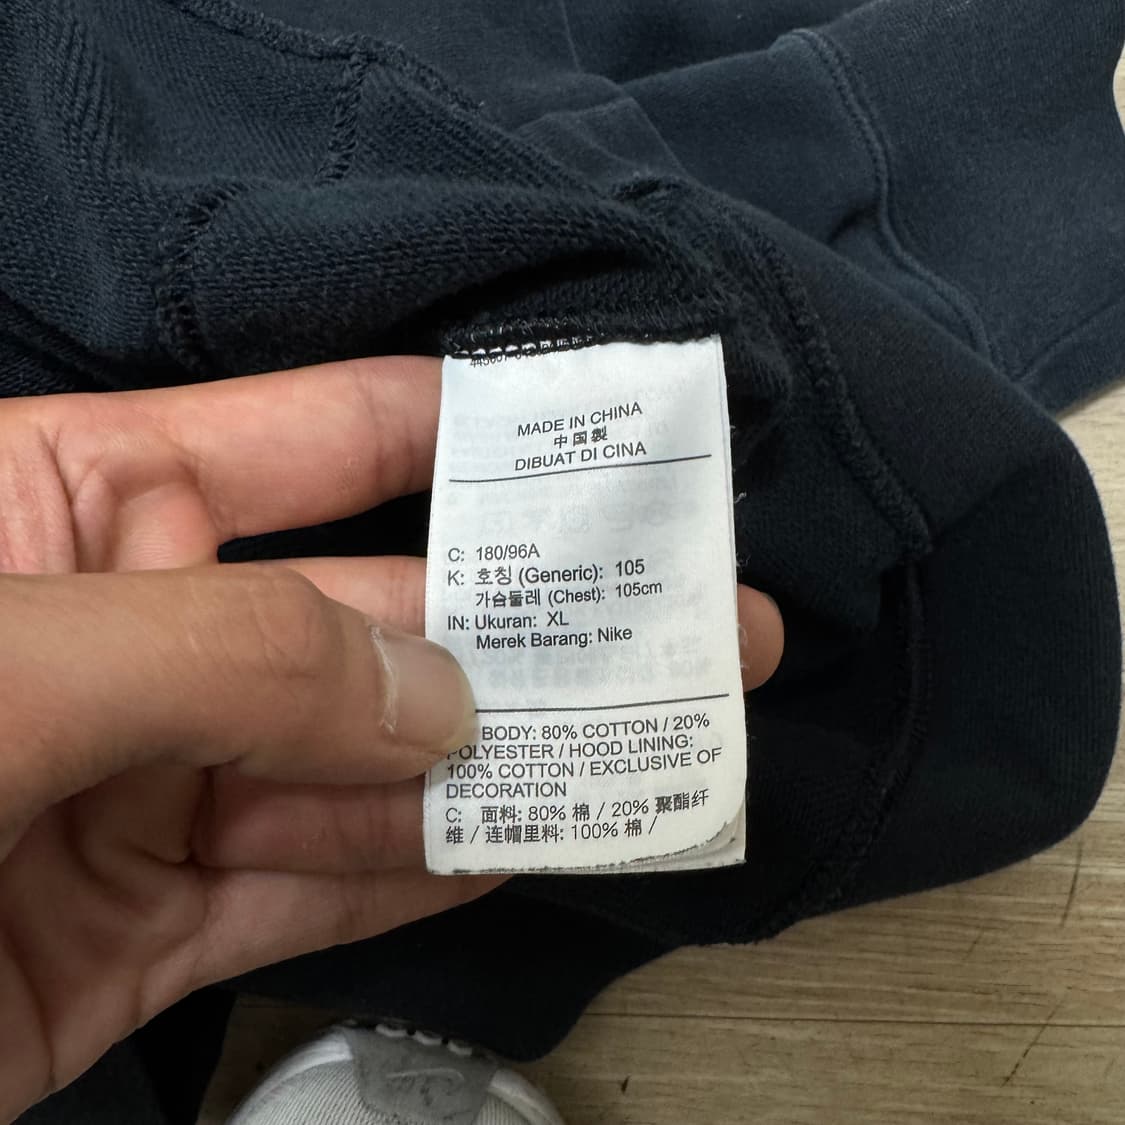 MADE IN CHINA
中国製
DIBUAT DI CINA
C: 180/96A
K: 호칭 (Generic): 105
가슴둘레 (Chest): 105cm
IN: Ukuran: XL
Merek Barang: Nike
BODY: 80% COTTON / 20%
POLYESTER / HOOD LINING:
100% COTTON / EXCLUSIVE OF
DECORATION
C: 面料: 80% 棉 / 20% 聚酯纤
维 / 连帽里料: 100% 棉 /